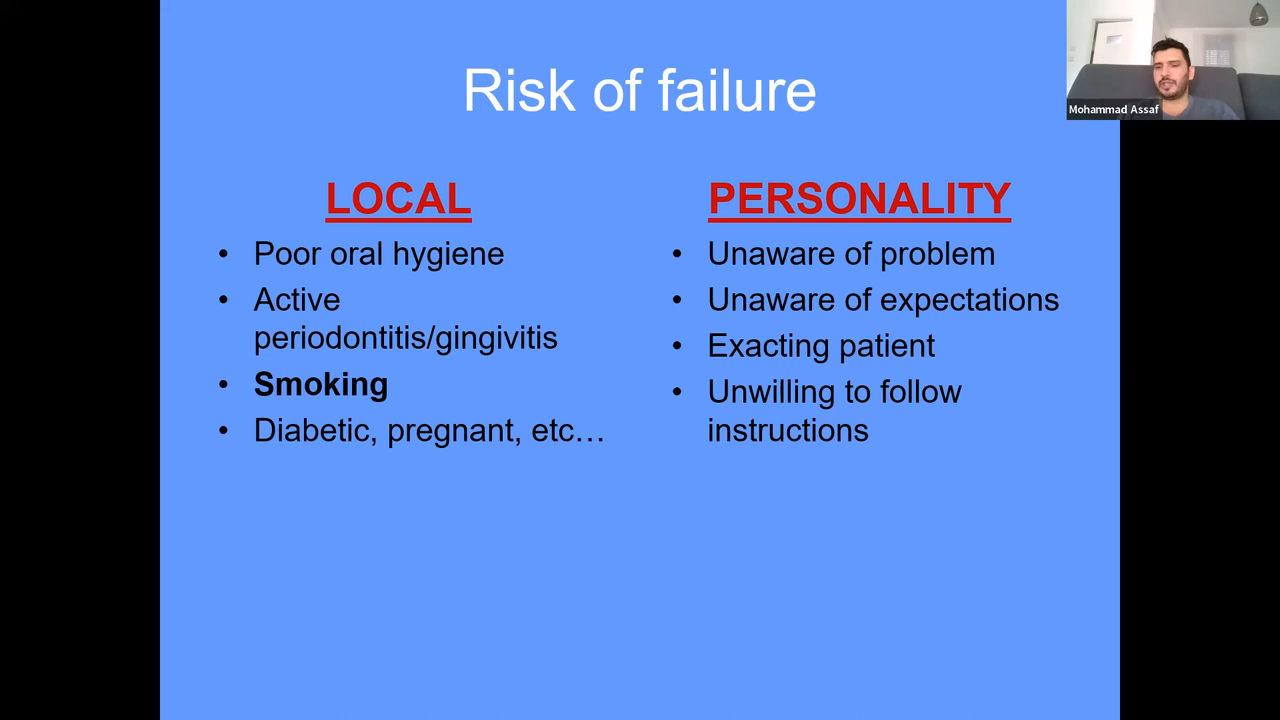 Risk of failure
Mohammad Assaf
LOCAL
• Poor oral hygiene
• Active
periodontitis/gingivitis
• Smoking
• Diabetic, pregnant, etc…
PERSONALITY
• Unaware of problem
• Unaware of expectations
• Exacting patient
• Unwilling to follow
instructions